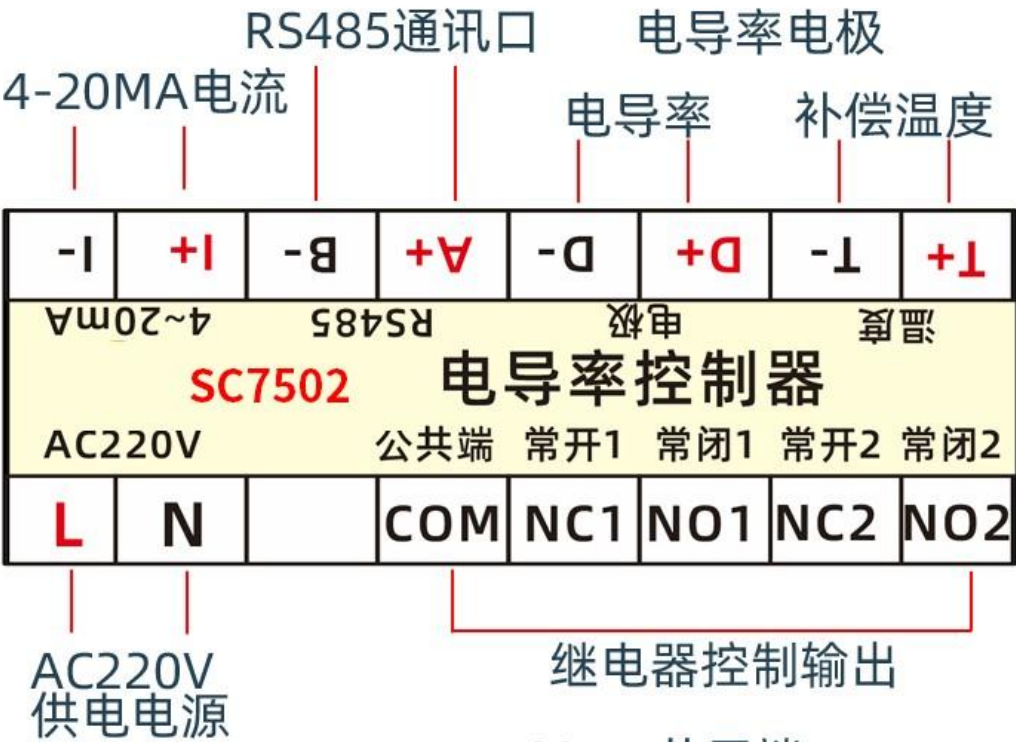 RS485通讯口
电导率电极
4-20MA电流
电导率
补偿温度
I- I+ B- A+ D- D+ T- T+
4~20mA RS485 电极 温度
SC7502 电导率控制器
AC220V 公共端 常开1 常闭1 常开2 常闭2
L N COM NC1 NO1 NC2 NO2
AC220V
供电电源
继电器控制输出